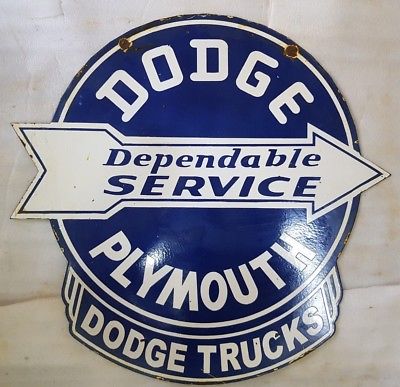 DODGE
Dependable
SERVICE
PLYMOUTH
DODGE TRUCKS